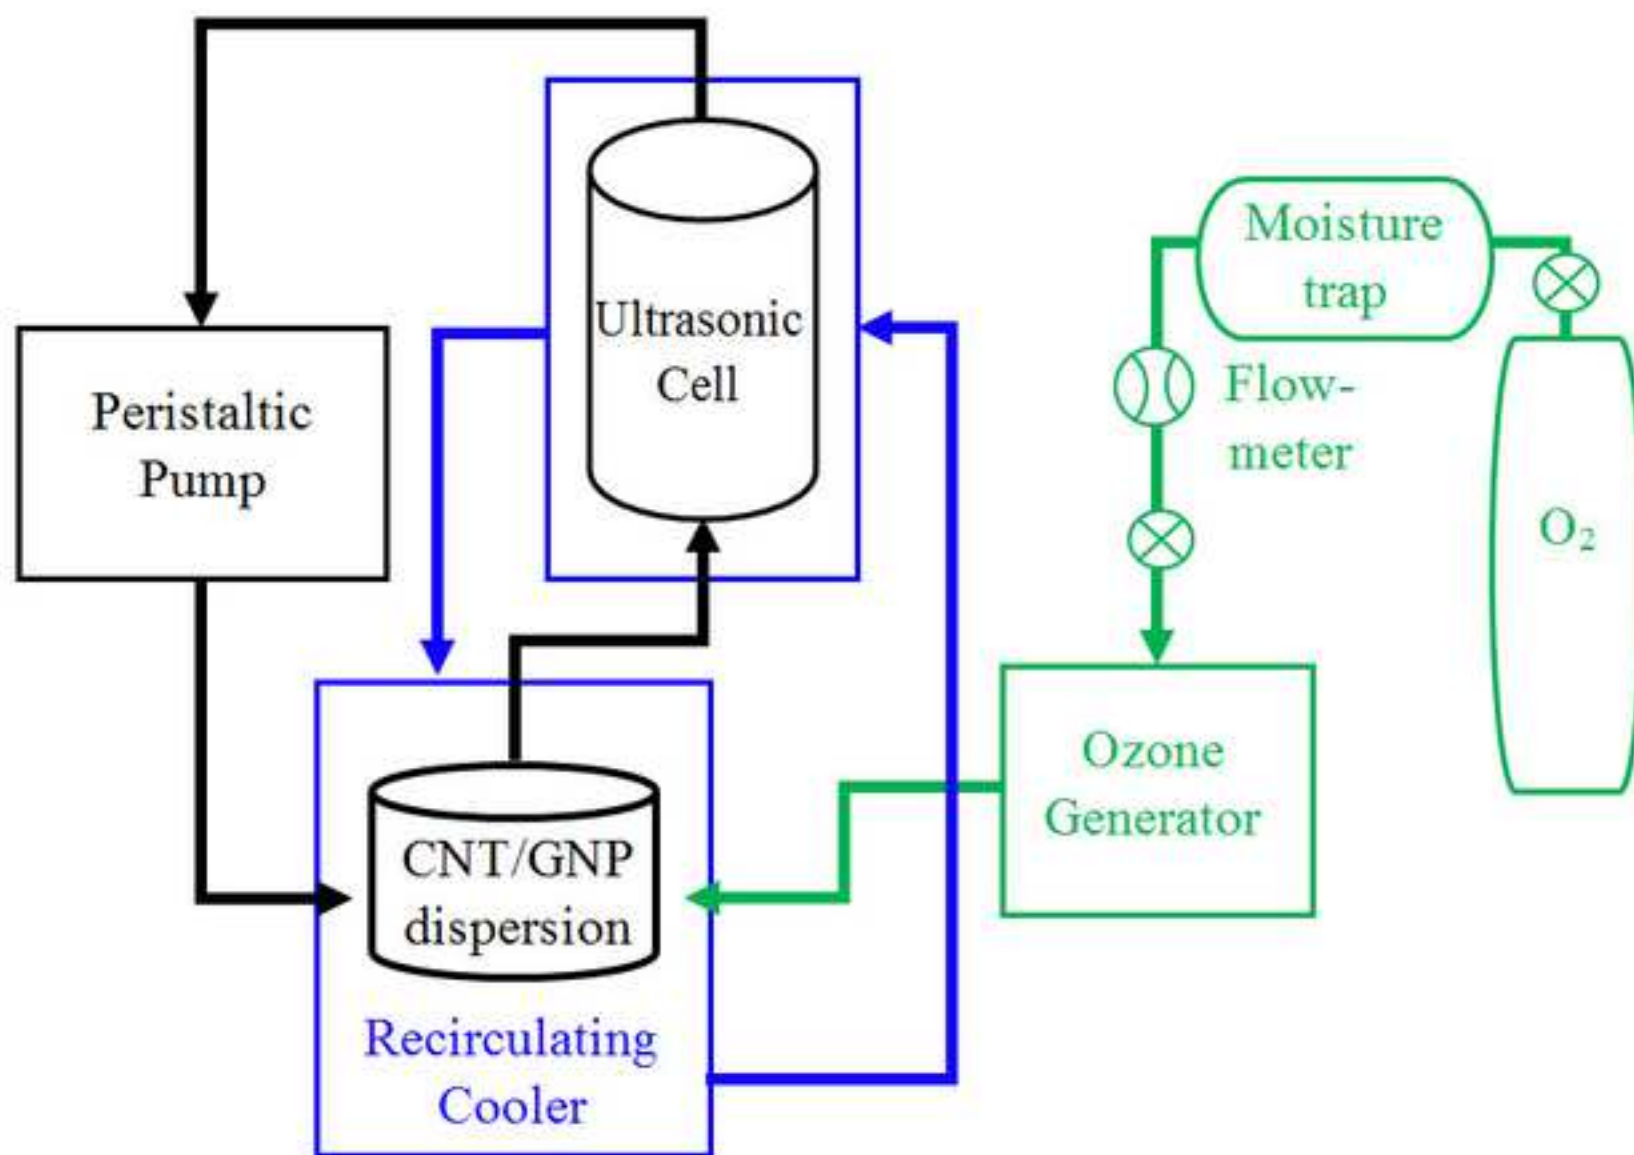 Moisture
trap
Ultrasonic
Cell
Flow-
meter
Peristaltic
Pump
O₂
Ozone
Generator
CNT/GNP
dispersion
Recirculating
Cooler